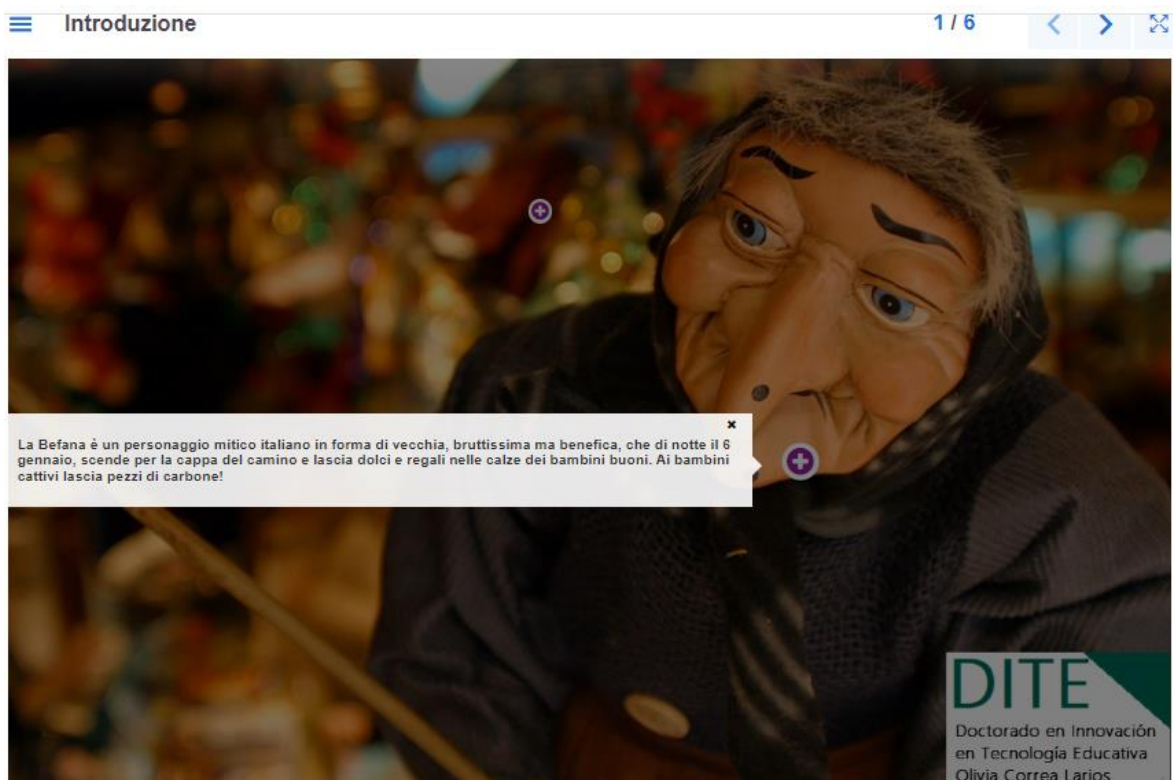 Introduzione
1 / 6
La Befana è un personaggio mitico italiano in forma di vecchia, bruttissima ma benefica, che di notte il 6
gennaio, scende per la cappa del camino e lascia dolci e regali nelle calze dei bambini buoni. Ai bambini
cattivi lascia pezzi di carbone!
DITE
Doctorado en Innovación
en Tecnología Educativa
Olivia Correa Larios